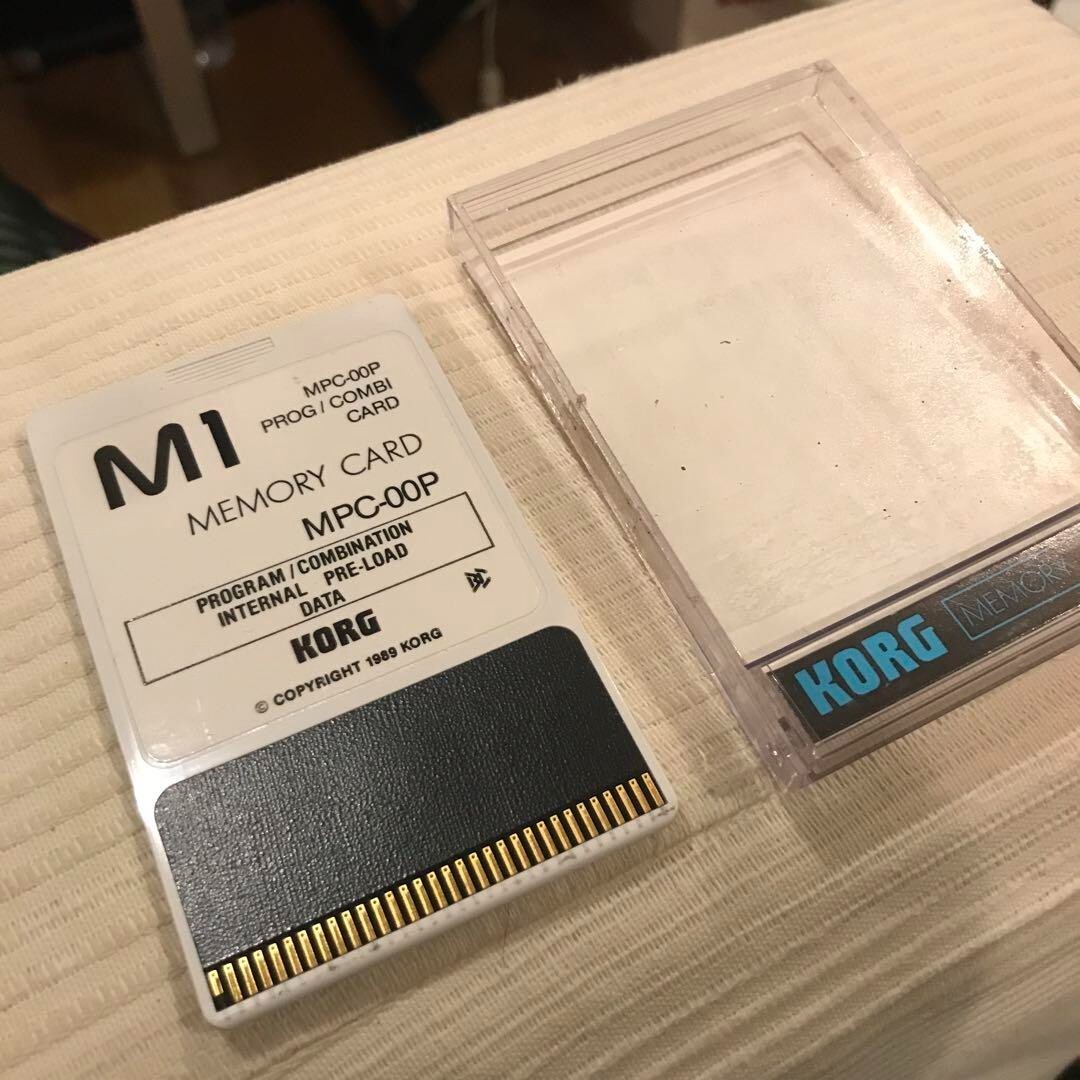 M1
MPC-00P
PROG / COMBI
CARD
MEMORY CARD
MPC-00P
PROGRAM / COMBINATION
INTERNAL PRE-LOAD
DATA
KORG
© COPYRIGHT 1989 KORG
KORG
MEMORY